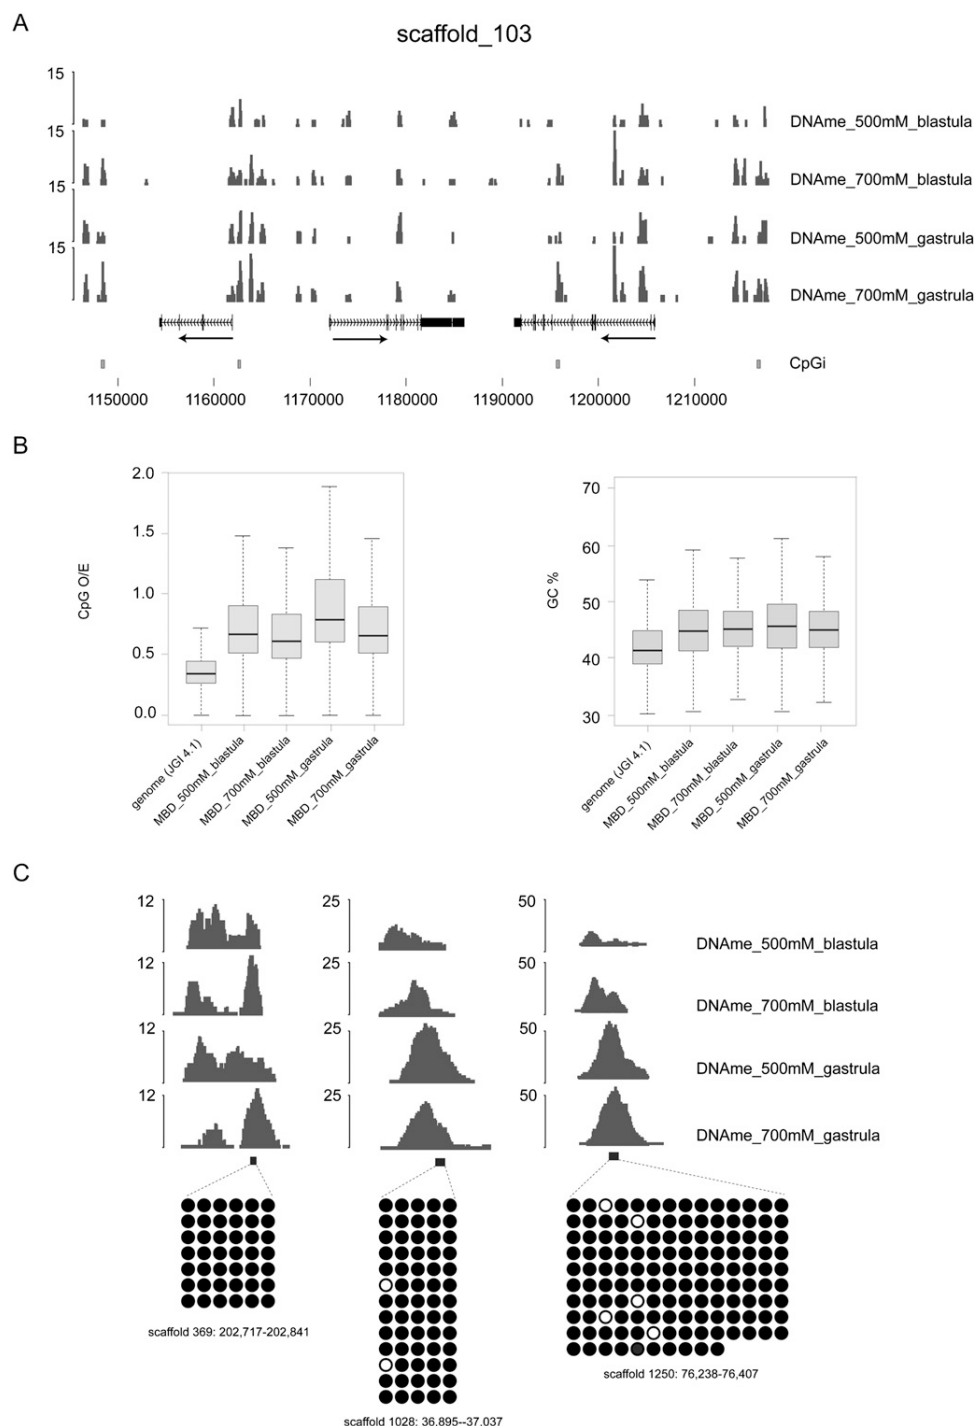 A
scaffold_103
15
DNAme_500mM_blastula
15
DNAme_700mM_blastula
15
DNAme_500mM_gastrula
15
DNAme_700mM_gastrula
CpGi
1150000 1160000 1170000 1180000 1190000 1200000 1210000
B
CpG O/E
2.0
1.5
1.0
0.5
0.0
genome (JGI 4.1)
MBD_500mM_blastula
MBD_700mM_blastula
MBD_500mM_gastrula
MBD_700mM_gastrula
GC %
70
60
50
40
30
genome (JGI 4.1)
MBD_500mM_blastula
MBD_700mM_blastula
MBD_500mM_gastrula
MBD_700mM_gastrula
C
12 25 50
DNAme_500mM_blastula
12 25 50
DNAme_700mM_blastula
12 25 50
DNAme_500mM_gastrula
12 25 50
DNAme_700mM_gastrula
scaffold 369: 202,717-202,841
scaffold 1028: 36,895--37,037
scaffold 1250: 76,238-76,407